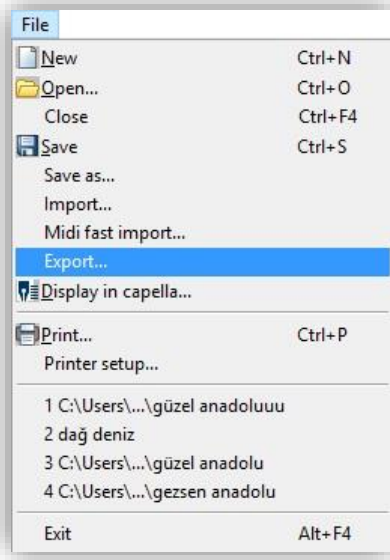 File
New Ctrl+N
Open... Ctrl+O
Close Ctrl+F4
Save Ctrl+S
Save as...
Import...
Midi fast import...
Export...
Display in capella...
Print... Ctrl+P
Printer setup...
1 C:\Users\...\güzel anadoluuu
2 dağ deniz
3 C:\Users\...\güzel anadolu
4 C:\Users\...\gezsen anadolu
Exit Alt+F4